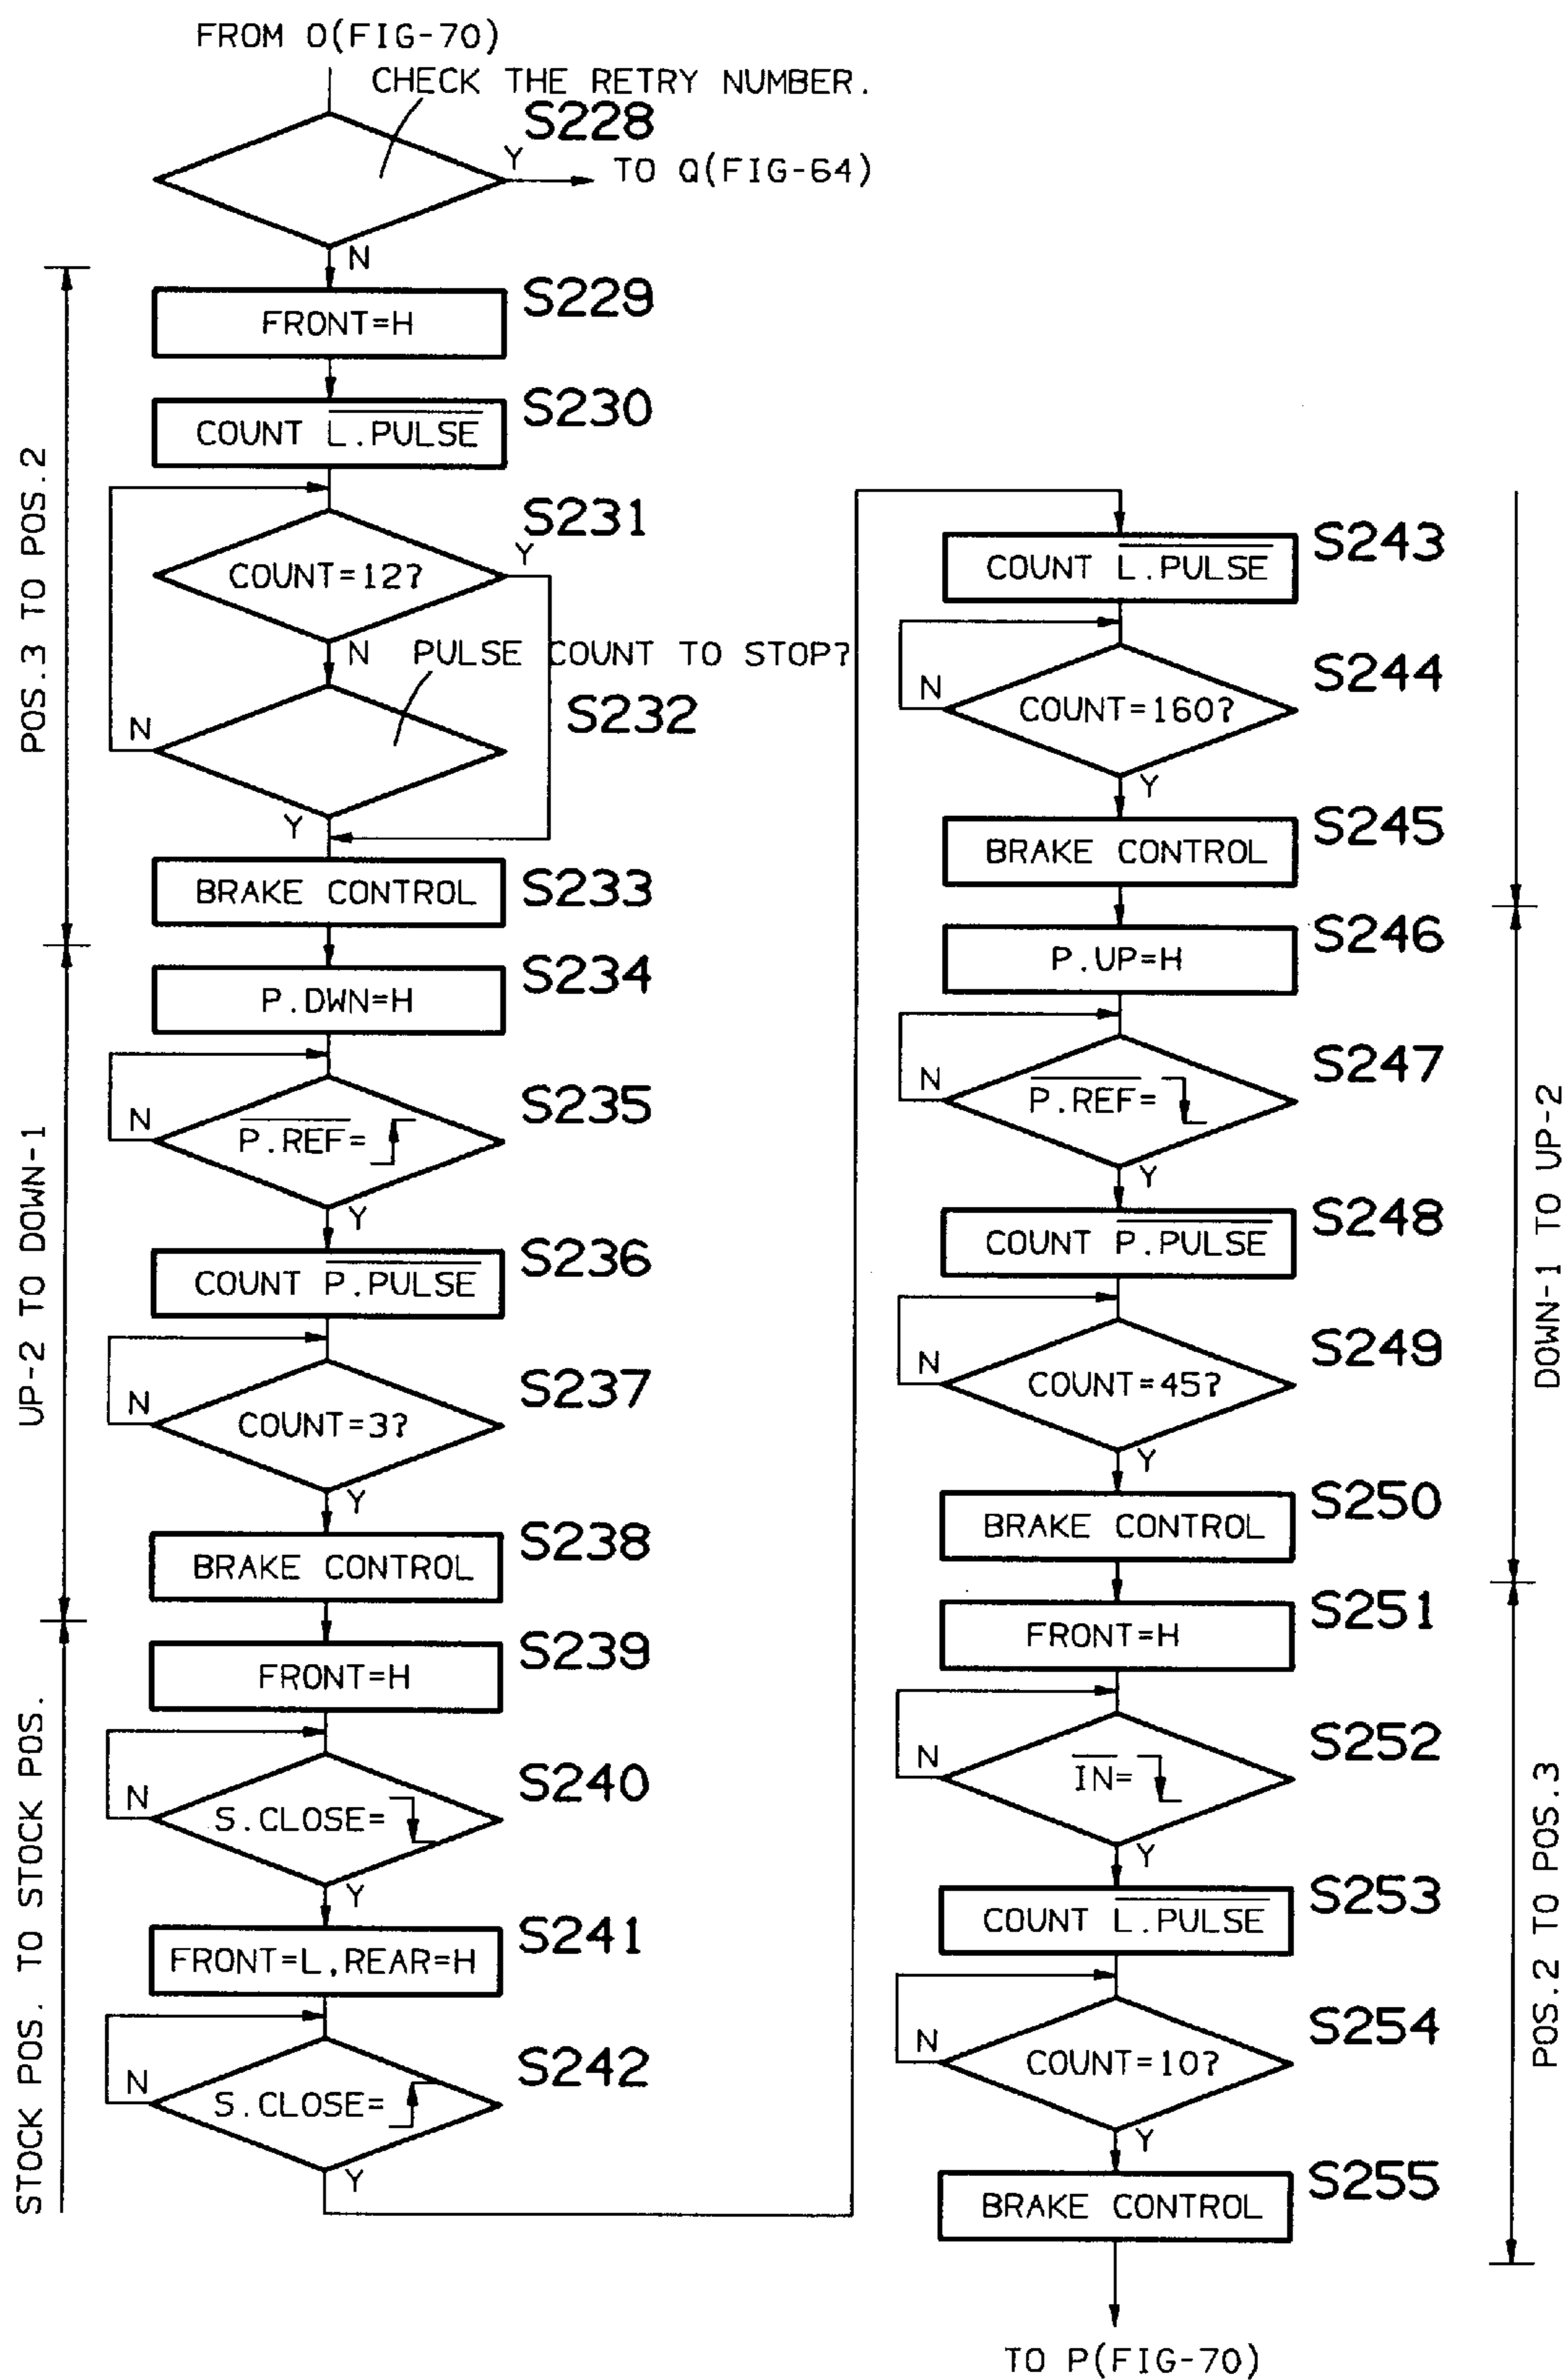 FROM O(FIG-70)
CHECK THE RETRY NUMBER.
S228
Y
TO Q(FIG-64)
N
POS.3 TO POS.2
S229
FRONT=H
S230
COUNT L.PULSE
S231
COUNT=12?
Y
N
PULSE COUNT TO STOP?
S232
N
Y
BRAKE CONTROL
S233
UP-2 TO DOWN-1
P.DWN=H
S234
P.REF=
S235
N
Y
COUNT P.PULSE
S236
COUNT=3?
S237
N
Y
BRAKE CONTROL
S238
STOCK POS. TO STOCK POS.
FRONT=H
S239
S.CLOSE=
S240
N
Y
FRONT=L,REAR=H
S241
S.CLOSE=
S242
N
Y
COUNT L.PULSE
S243
COUNT=160?
S244
N
Y
BRAKE CONTROL
S245
DOWN-1 TO UP-2
P.UP=H
S246
P.REF=
S247
N
Y
COUNT P.PULSE
S248
COUNT=45?
S249
N
Y
BRAKE CONTROL
S250
POS.2 TO POS.3
FRONT=H
S251
IN=
S252
N
Y
COUNT L.PULSE
S253
COUNT=10?
S254
N
Y
BRAKE CONTROL
S255
TO P(FIG-70)